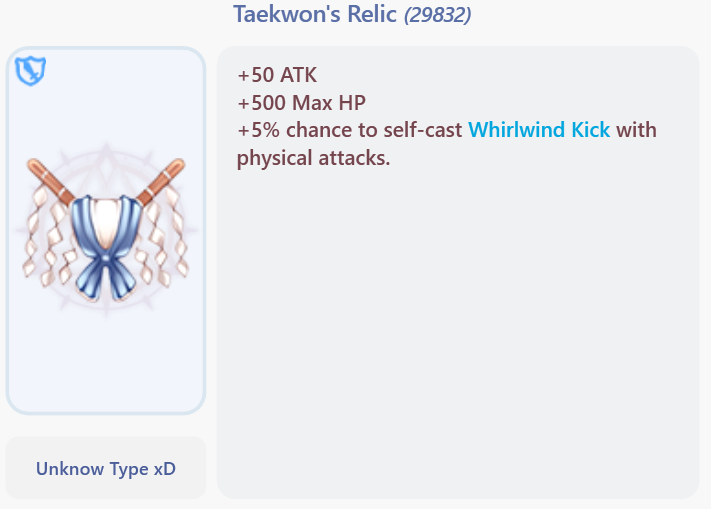 Taekwon's Relic (29832)
+50 ATK
+500 Max HP
+5% chance to self-cast Whirlwind Kick with
physical attacks.
Unknow Type xD